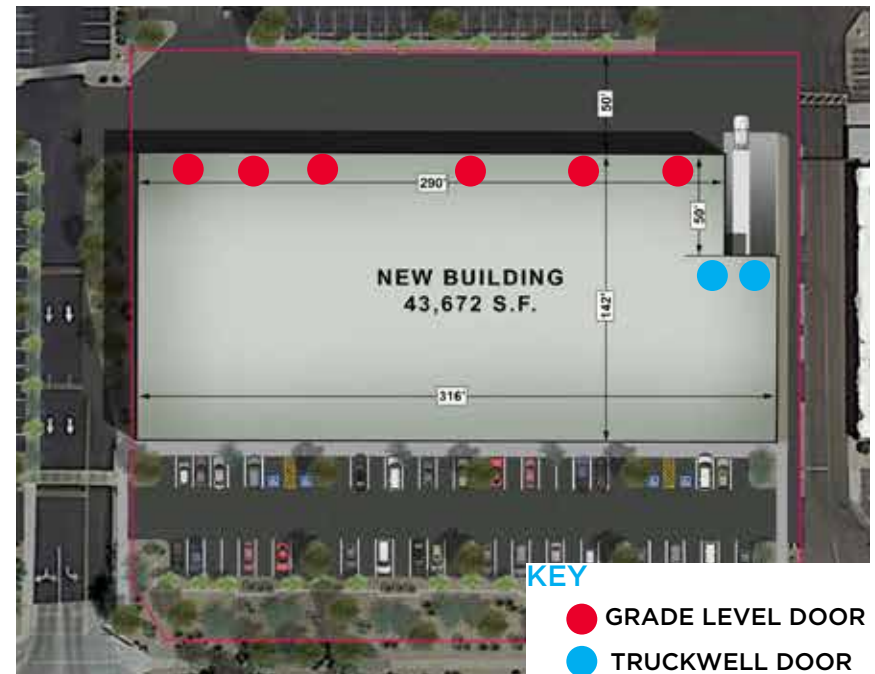 50'
290'
50'
NEW BUILDING
43,672 S.F.
142'
316'
KEY
GRADE LEVEL DOOR
TRUCKWELL DOOR